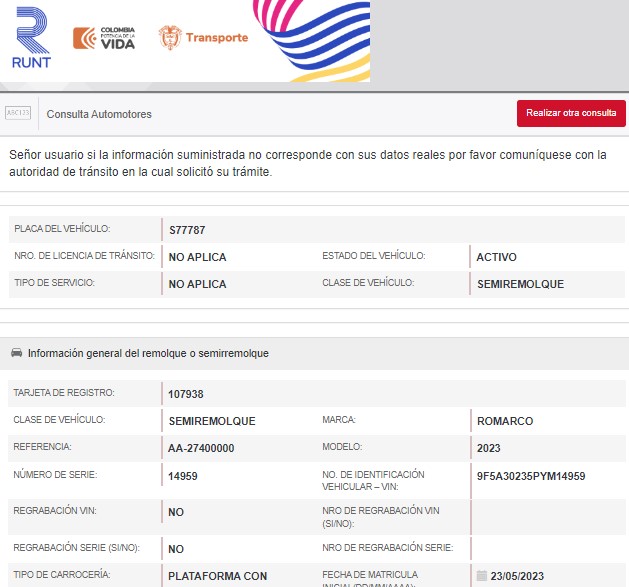 RUNT
COLOMBIA
POTENCIA DE LA
VIDA
Transporte
ABC123
Consulta Automotores
Realizar otra consulta
Señor usuario si la información suministrada no corresponde con sus datos reales por favor comuníquese con la
autoridad de tránsito en la cual solicitó su trámite.
PLACA DEL VEHÍCULO: S77787
NRO. DE LICENCIA DE TRÁNSITO: NO APLICA ESTADO DEL VEHÍCULO: ACTIVO
TIPO DE SERVICIO: NO APLICA CLASE DE VEHÍCULO: SEMIREMOLQUE
Información general del remolque o semirremolque
TARJETA DE REGISTRO: 107938
CLASE DE VEHÍCULO: SEMIREMOLQUE MARCA: ROMARCO
REFERENCIA: AA-27400000 MODELO: 2023
NÚMERO DE SERIE: 14959 NO. DE IDENTIFICACIÓN
VEHICULAR – VIN: 9F5A30235PYM14959
REGRABACIÓN VIN: NO NRO DE REGRABACIÓN VIN
(SI/NO):
REGRABACIÓN SERIE (SI/NO): NO NRO DE REGRABACIÓN SERIE:
TIPO DE CARROCERÍA: PLATAFORMA CON FECHA DE MATRICULA 23/05/2023
INICIAL(DD/MM/AAAA):